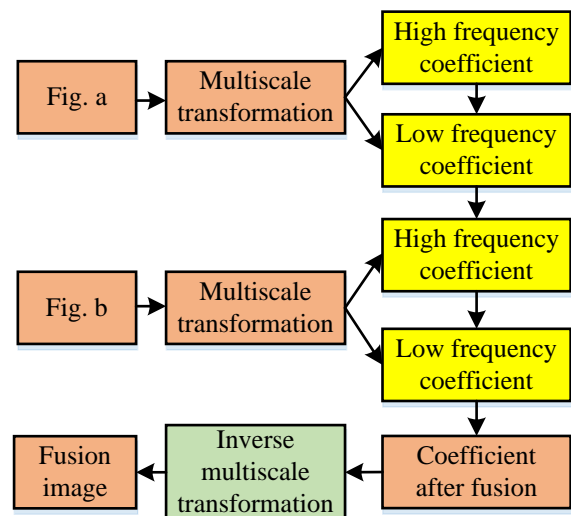 High frequency
coefficient
Fig. a
Multiscale
transformation
Low frequency
coefficient
High frequency
coefficient
Fig. b
Multiscale
transformation
Low frequency
coefficient
Fusion
image
Inverse
multiscale
transformation
Coefficient
after fusion